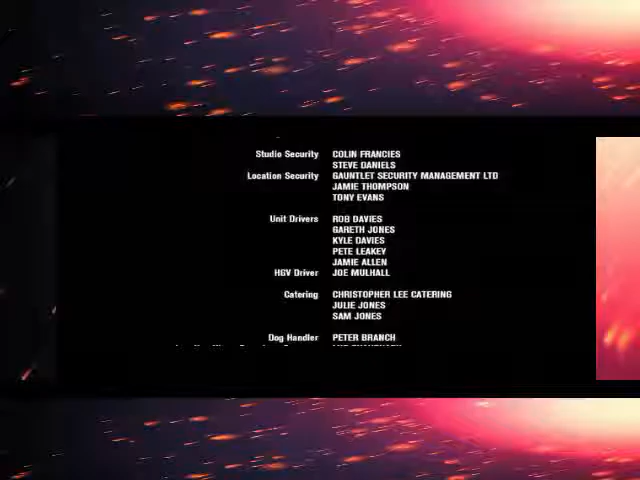 Studio Security COLIN FRANCIES
STEVE DANIELS
Location Security GAUNTLET SECURITY MANAGEMENT LTD
JAMIE THOMPSON
TONY EVANS
Unit Drivers ROB DAVIES
GARETH JONES
KYLE DAVIES
PETE LEAKEY
JAMIE ALLEN
HGV Driver JOE MULHALL
Catering CHRISTOPHER LEE CATERING
JULIE JONES
SAM JONES
Dog Handler PETER BRANCH